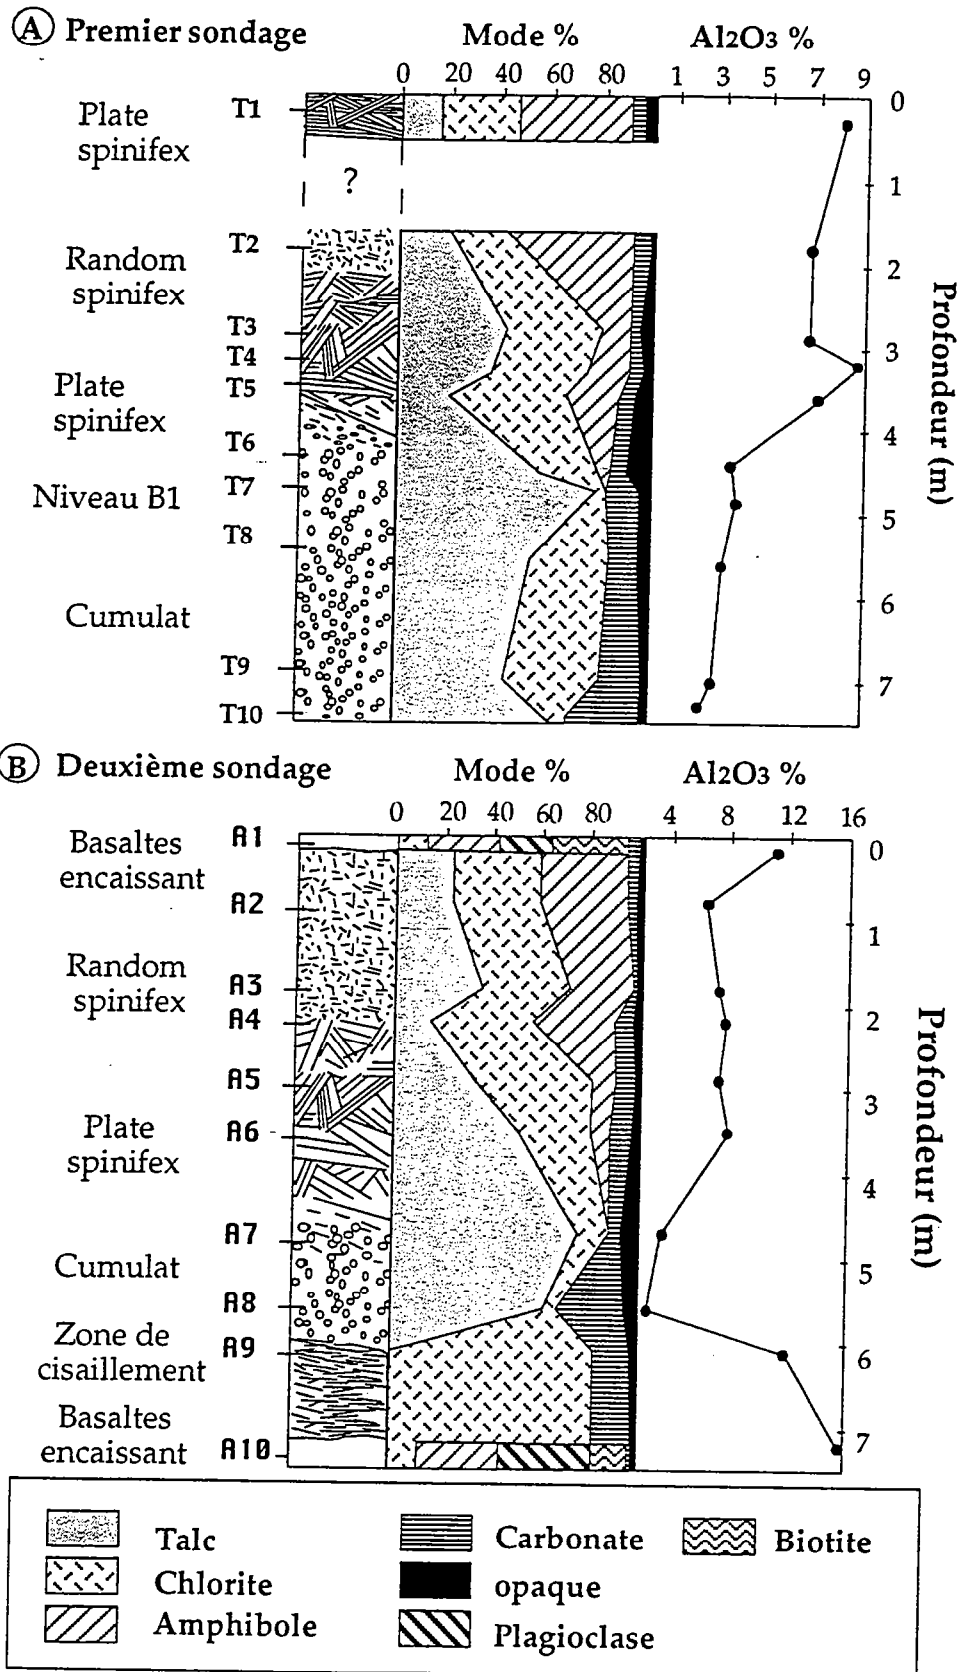 A Premier sondage
Mode %
Al2O3 %
0 20 40 60 80
1 3 5 7 9
Plate
spinifex
T1
?
Random
spinifex
T2
T3
T4
Plate
spinifex
T5
T6
Niveau B1
T7
T8
Cumulat
T9
T10
0
1
2
3
4
5
6
7
Profondeur (m)
B Deuxième sondage
Mode %
Al2O3 %
0 20 40 60 80
4 8 12 16
Basaltes
encaissant
A1
A2
Random
spinifex
A3
A4
A5
Plate
spinifex
A6
A7
Cumulat
A8
Zone de
cisaillement
A9
Basaltes
encaissant
A10
0
1
2
3
4
5
6
7
Profondeur (m)
Talc
Chlorite
Amphibole
Carbonate
opaque
Plagioclase
Biotite